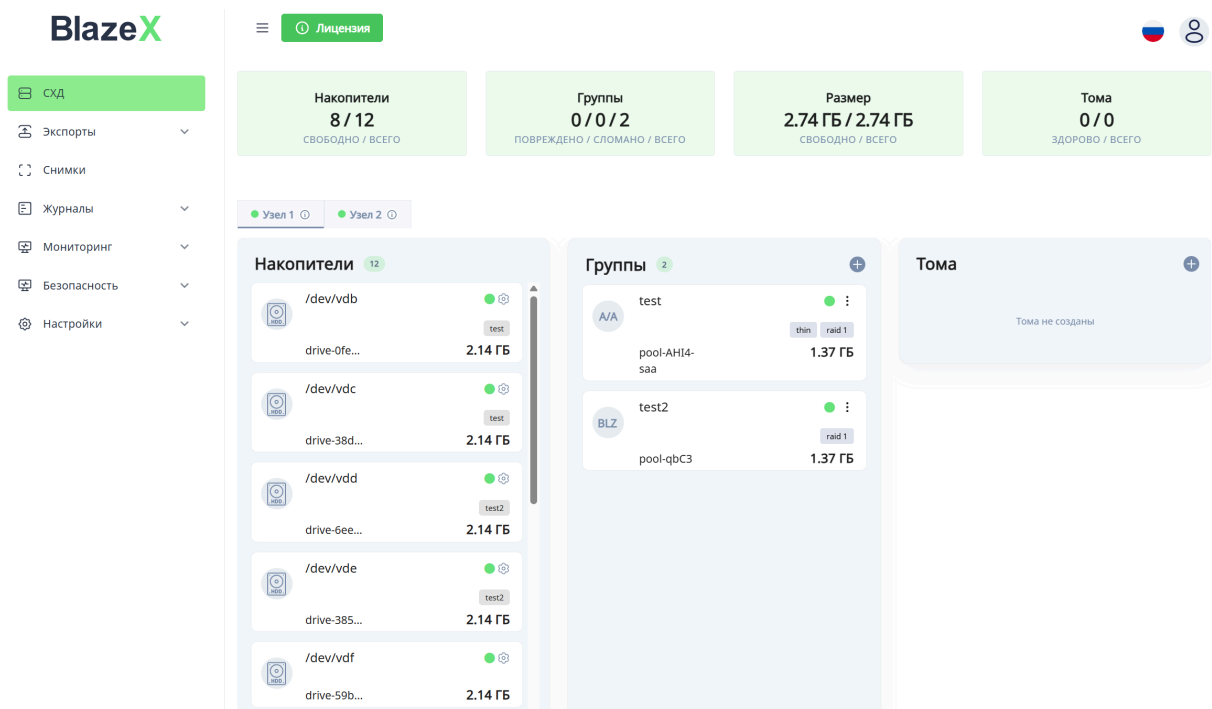 BlazeX
Лицензия
СХД
Экспорты
Снимки
Журналы
Мониторинг
Безопасность
Настройки
Накопители
8 / 12
СВОБОДНО / ВСЕГО
Группы
0 / 0 / 2
ПОВРЕЖДЕНО / СЛОМАНО / ВСЕГО
Размер
2.74 ГБ / 2.74 ГБ
СВОБОДНО / ВСЕГО
Тома
0 / 0
ЗДОРОВО / ВСЕГО
Узел 1
Узел 2
Накопители 12
/dev/vdb
HDD
test
drive-0fe... 2.14 ГБ
/dev/vdc
HDD
test
drive-38d... 2.14 ГБ
/dev/vdd
HDD
test2
drive-6ee... 2.14 ГБ
/dev/vde
HDD
test2
drive-385... 2.14 ГБ
/dev/vdf
HDD
drive-59b... 2.14 ГБ
Группы 2
test
A/A
thin raid 1
pool-AHI4-
saa
1.37 ГБ
test2
BLZ
raid 1
pool-qbC3 1.37 ГБ
Тома
Тома не созданы